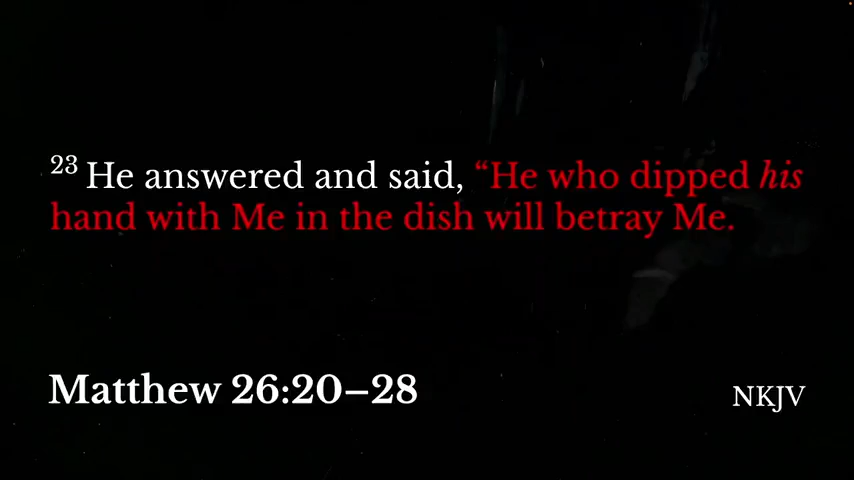 23 He answered and said, “He who dipped his
hand with Me in the dish will betray Me.
Matthew 26:20–28
NKJV